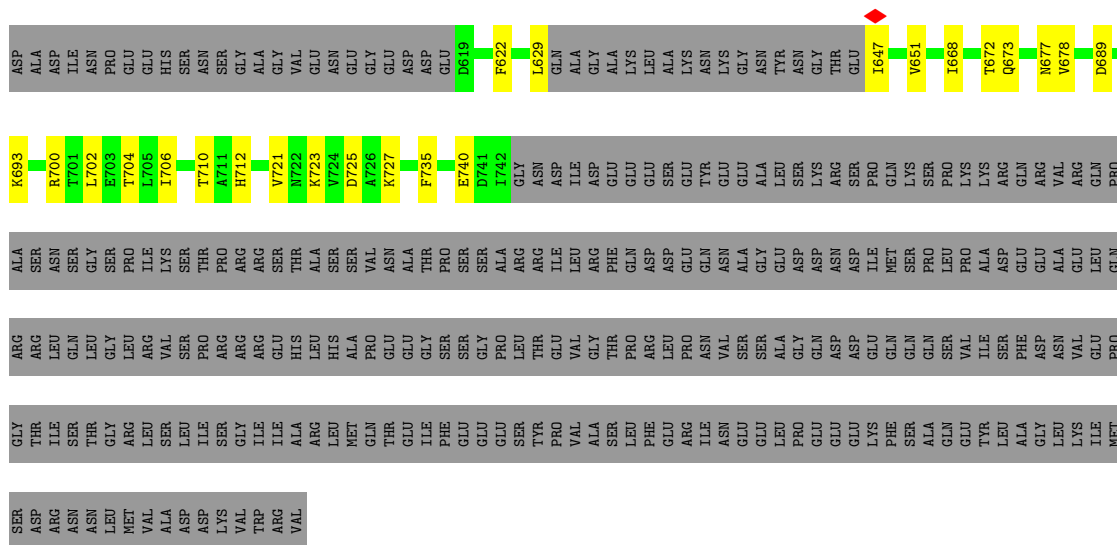 ASP ALA ASP ILE ASN PRO GLU GLU HIS SER ASN SER GLY ALA GLY VAL GLU ASN GLU GLY GLU ASP ASP GLU D619 F622 L629 GLN ALA GLY ALA LYS LEU ALA LYS ASN LYS GLY ASN TYR ASN GLY THR GLU I647 V651 I668 T672 Q673 N677 V678 D689
K693 R700 T701 L702 E703 T704 L705 I706 T710 A711 H712 V721 N722 K723 V724 D725 A726 K727 F735 E740 D741 I742 GLY ASN ASP ILE ASP GLU GLU GLU SER GLU TYR GLU GLU ALA LEU SER LYS ARG SER PRO GLN LYS SER PRO LYS LYS ARG GLN ARG VAL ARG GLN PRO
ALA SER ASN SER GLY SER PRO ILE LYS SER THR PRO ARG ARG SER THR ALA SER SER VAL ASN ALA THR PRO SER SER ALA ARG ARG ILE LEU ARG PHE GLN ASP ASP GLU GLN ASN ALA GLY GLU ASP ASP ASN ASP ILE MET SER PRO LEU PRO ALA ASP GLU GLU ALA GLU LEU GLN
ARG ARG LEU GLN LEU GLY LEU ARG VAL SER PRO ARG ARG ARG GLU HIS LEU HIS ALA PRO GLU GLU GLY SER SER GLY PRO LEU THR GLU VAL GLY THR PRO ARG LEU PRO ASN VAL SER SER ALA GLY GLN ASP ASP GLU GLN GLN GLN SER VAL ILE SER PHE ASP ASN VAL GLU PRO
GLY THR ILE SER THR GLY ARG LEU SER LEU ILE SER GLY ILE ILE ALA ARG LEU MET GLN THR GLU ILE PHE GLU GLU GLU SER TYR PRO VAL ALA SER LEU PHE GLU ARG ILE ASN GLU GLU LEU PRO GLU GLU GLU LYS PHE SER ALA GLN GLU TYR LEU ALA GLY LEU LYS ILE MET
SER ASP ARG ASN ASN LEU MET VAL ALA ASP ASP LYS VAL TRP ARG VAL